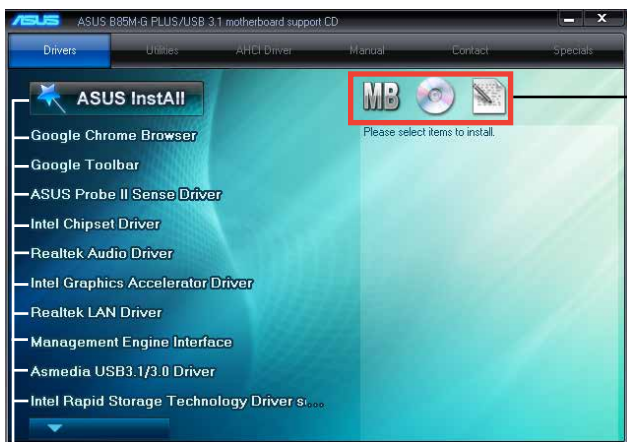 ASUS ASUS B85M-G PLUS/USB 3.1 motherboard support CD
Drivers Utilities AHCI Driver Manual Contact Specials
ASUS InstAll
MB
Please select items to install.
Google Chrome Browser
Google Toolbar
ASUS Probe II Sense Driver
Intel Chipset Driver
Realtek Audio Driver
Intel Graphics Accelerator Driver
Realtek LAN Driver
Management Engine Interface
Asmedia USB3.1/3.0 Driver
Intel Rapid Storage Technology Driver s...